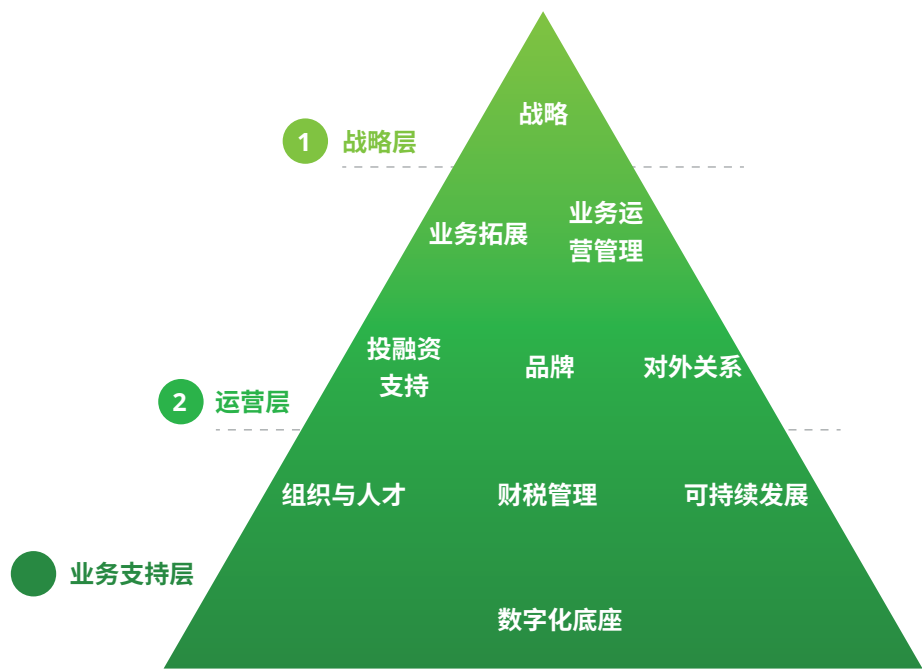 战略
1 战略层
业务拓展
业务运
营管理
投融资
支持
品牌
对外关系
2 运营层
组织与人才
财税管理
可持续发展
业务支持层
数字化底座